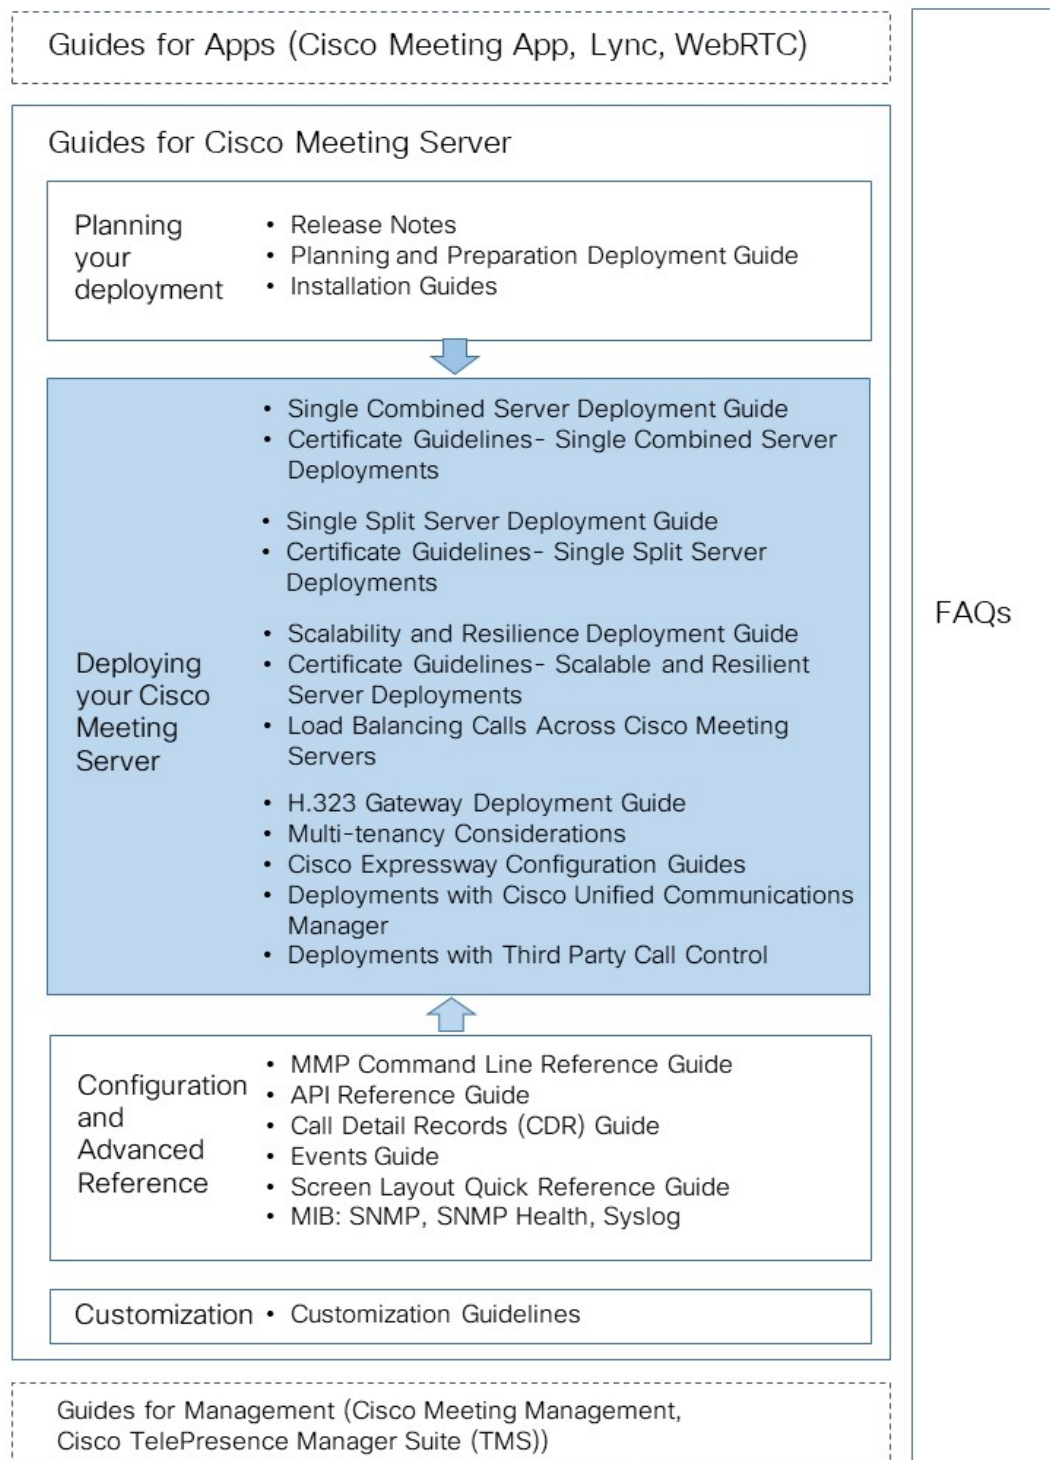 Guides for Apps (Cisco Meeting App, Lync, WebRTC)
Guides for Cisco Meeting Server
Planning
your
deployment
• Release Notes
• Planning and Preparation Deployment Guide
• Installation Guides
Deploying
your Cisco
Meeting
Server
• Single Combined Server Deployment Guide
• Certificate Guidelines- Single Combined Server
Deployments
• Single Split Server Deployment Guide
• Certificate Guidelines- Single Split Server
Deployments
• Scalability and Resilience Deployment Guide
• Certificate Guidelines- Scalable and Resilient
Server Deployments
• Load Balancing Calls Across Cisco Meeting
Servers
• H.323 Gateway Deployment Guide
• Multi-tenancy Considerations
• Cisco Expressway Configuration Guides
• Deployments with Cisco Unified Communications
Manager
• Deployments with Third Party Call Control
Configuration
and
Advanced
Reference
• MMP Command Line Reference Guide
• API Reference Guide
• Call Detail Records (CDR) Guide
• Events Guide
• Screen Layout Quick Reference Guide
• MIB: SNMP, SNMP Health, Syslog
Customization
• Customization Guidelines
Guides for Management (Cisco Meeting Management,
Cisco TelePresence Manager Suite (TMS))
FAQs